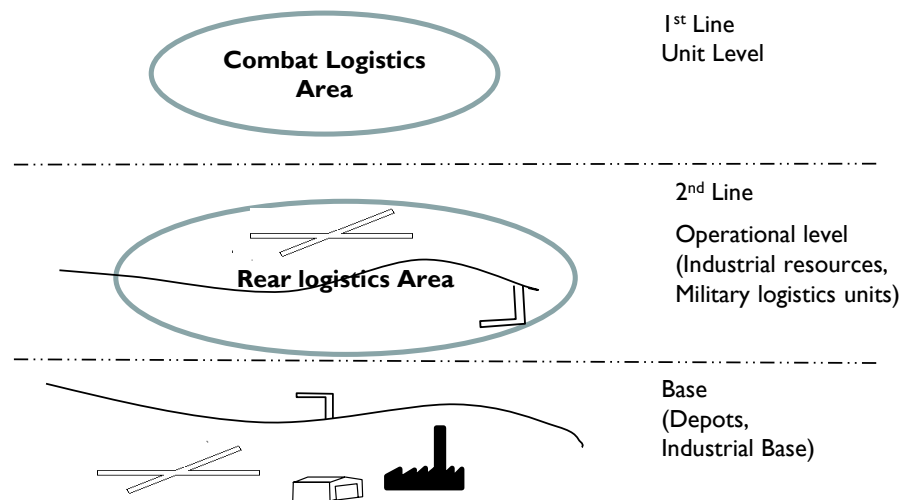 Combat Logistics
Area
1st Line
Unit Level
2nd Line
Operational level
(Industrial resources,
Military logistics units)
Rear logistics Area
Base
(Depots,
Industrial Base)